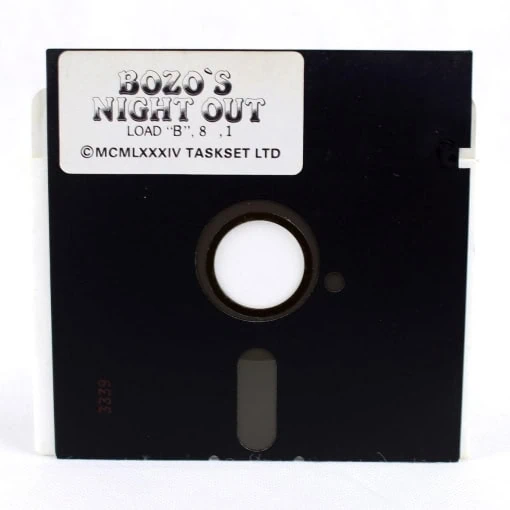 BOZO`S
NIGHT OUT
LOAD "B", 8 ,1
©MCMLXXXIV TASKSET LTD
3339